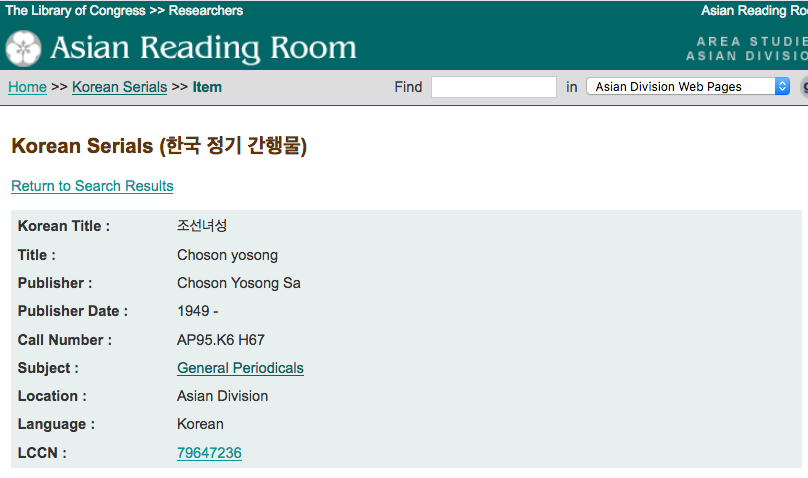 The Library of Congress >> Researchers
Asian Reading Ro
Asian Reading Room
AREA STUDIE
ASIAN DIVISIO
Home >> Korean Serials >> Item
Find
in
Asian Division Web Pages
Korean Serials (한국 정기 간행물)
Return to Search Results
Korean Title : 조선녀성
Title : Choson yosong
Publisher : Choson Yosong Sa
Publisher Date : 1949 -
Call Number : AP95.K6 H67
Subject : General Periodicals
Location : Asian Division
Language : Korean
LCCN : 79647236